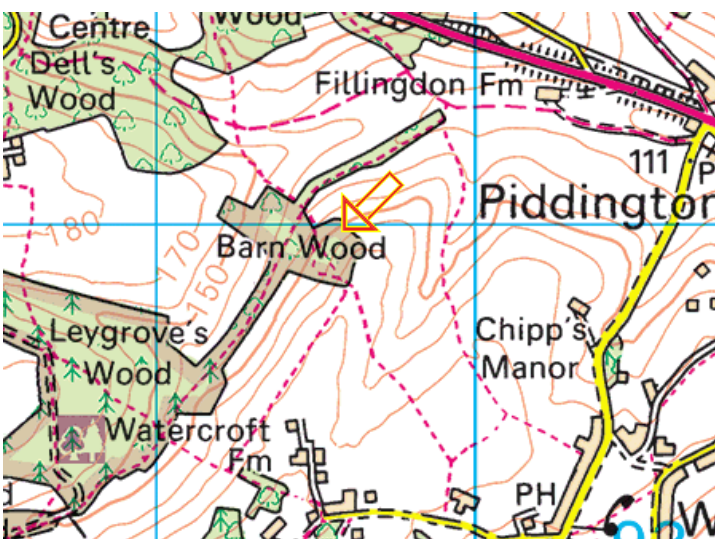 Wood
Centre
Dell's
Wood
Fillingdon Fm
111
P
Piddington
180
170
150
Barn Wood
Leygrove's
Wood
Chipp's
Manor
Watercroft
Fm
PH
d
W